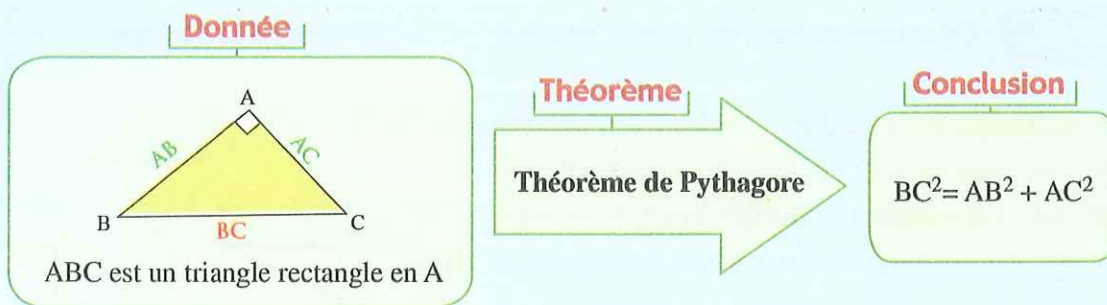 Donnée
A
AB
AC
B
BC
C
ABC est un triangle rectangle en A
Théorème
Théorème de Pythagore
Conclusion
BC²= AB² + AC²